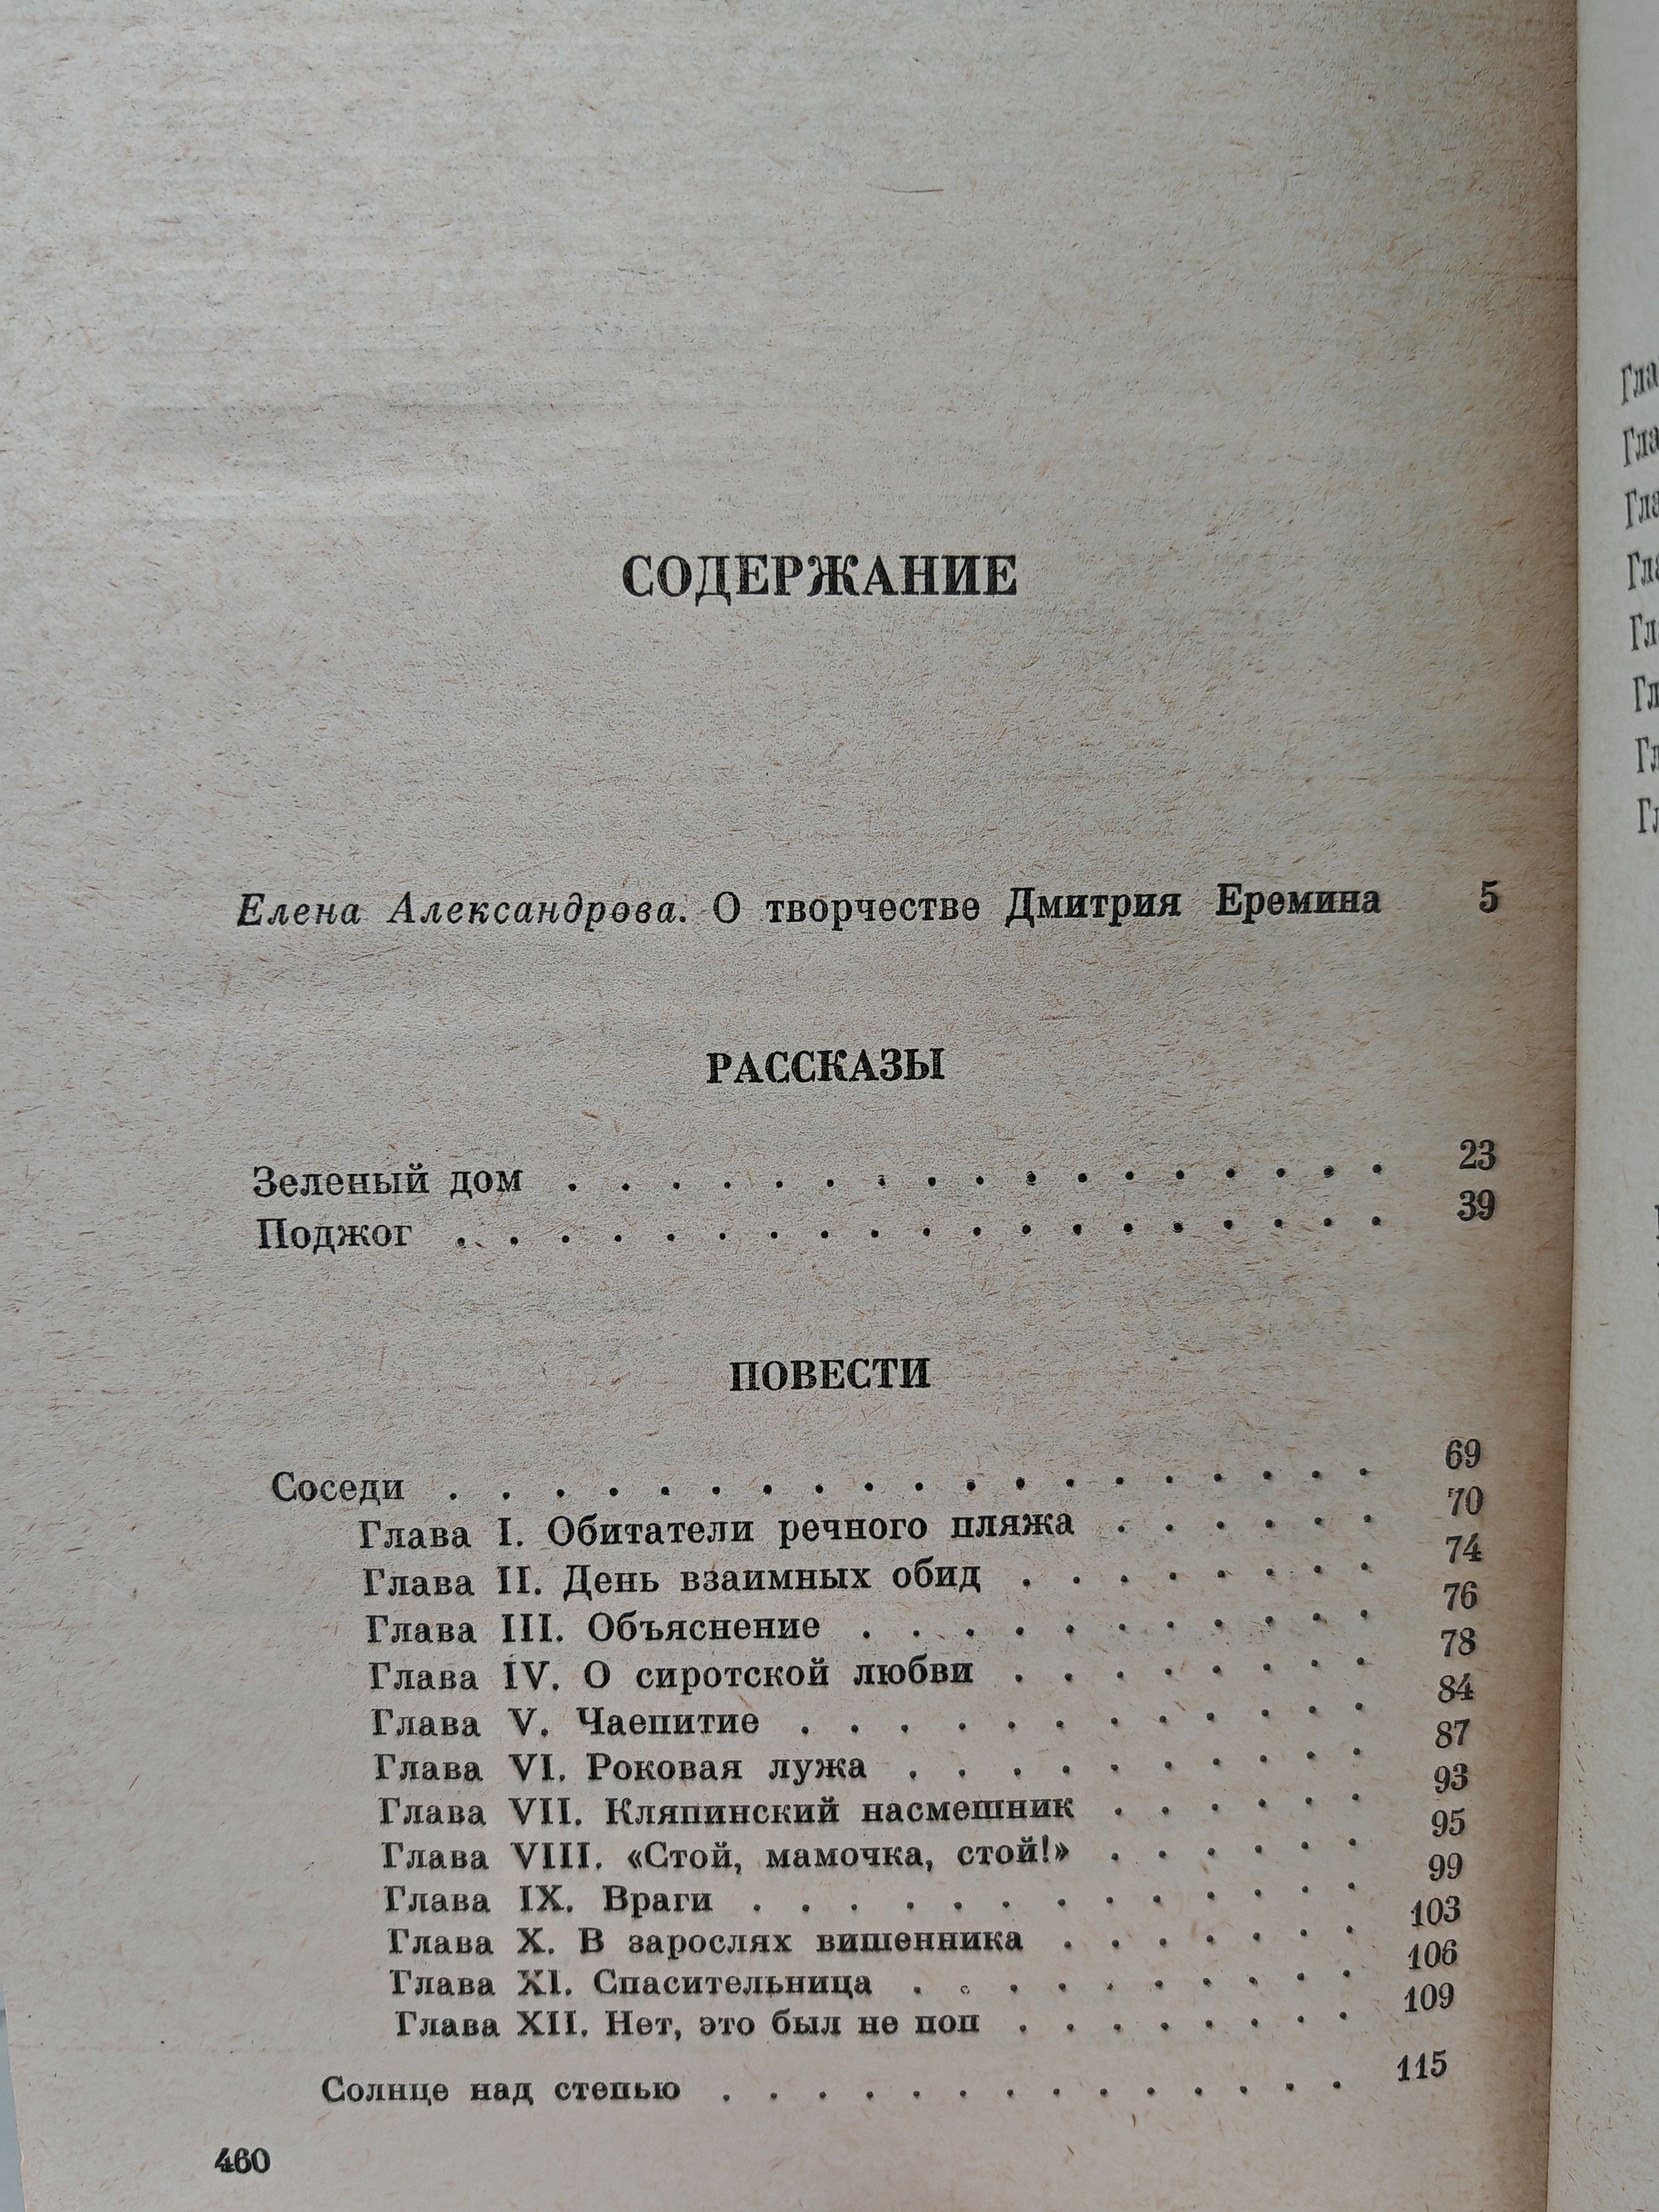 СОДЕРЖАНИЕ
Елена Александрова. О творчестве Дмитрия Еремина 5
РАССКАЗЫ
Зеленый дом . . . . . . . . . . . . . . . . . 23
Поджог . . . . . . . . . . . . . . . . . . . 39
ПОВЕСТИ
Соседи . . . . . . . . . . . . . . . . . . . 69
Глава I. Обитатели речного пляжа . . . . . . 70
Глава II. День взаимных обид . . . . . . . . 74
Глава III. Объяснение . . . . . . . . . . . 76
Глава IV. О сиротской любви . . . . . . . . 78
Глава V. Чаепитие . . . . . . . . . . . . 84
Глава VI. Роковая лужа . . . . . . . . . . 87
Глава VII. Кляпинский насмешник . . . . . . 93
Глава VIII. «Стой, мамочка, стой!» . . . . . . 95
Глава IX. Враги . . . . . . . . . . . . . 99
Глава X. В зарослях вишенника . . . . . . . 103
Глава XI. Спасительница . . . . . . . . . . 106
Глава XII. Нет, это был не поп . . . . . . . . 109
Солнце над степью . . . . . . . . . . . . . . 115
460